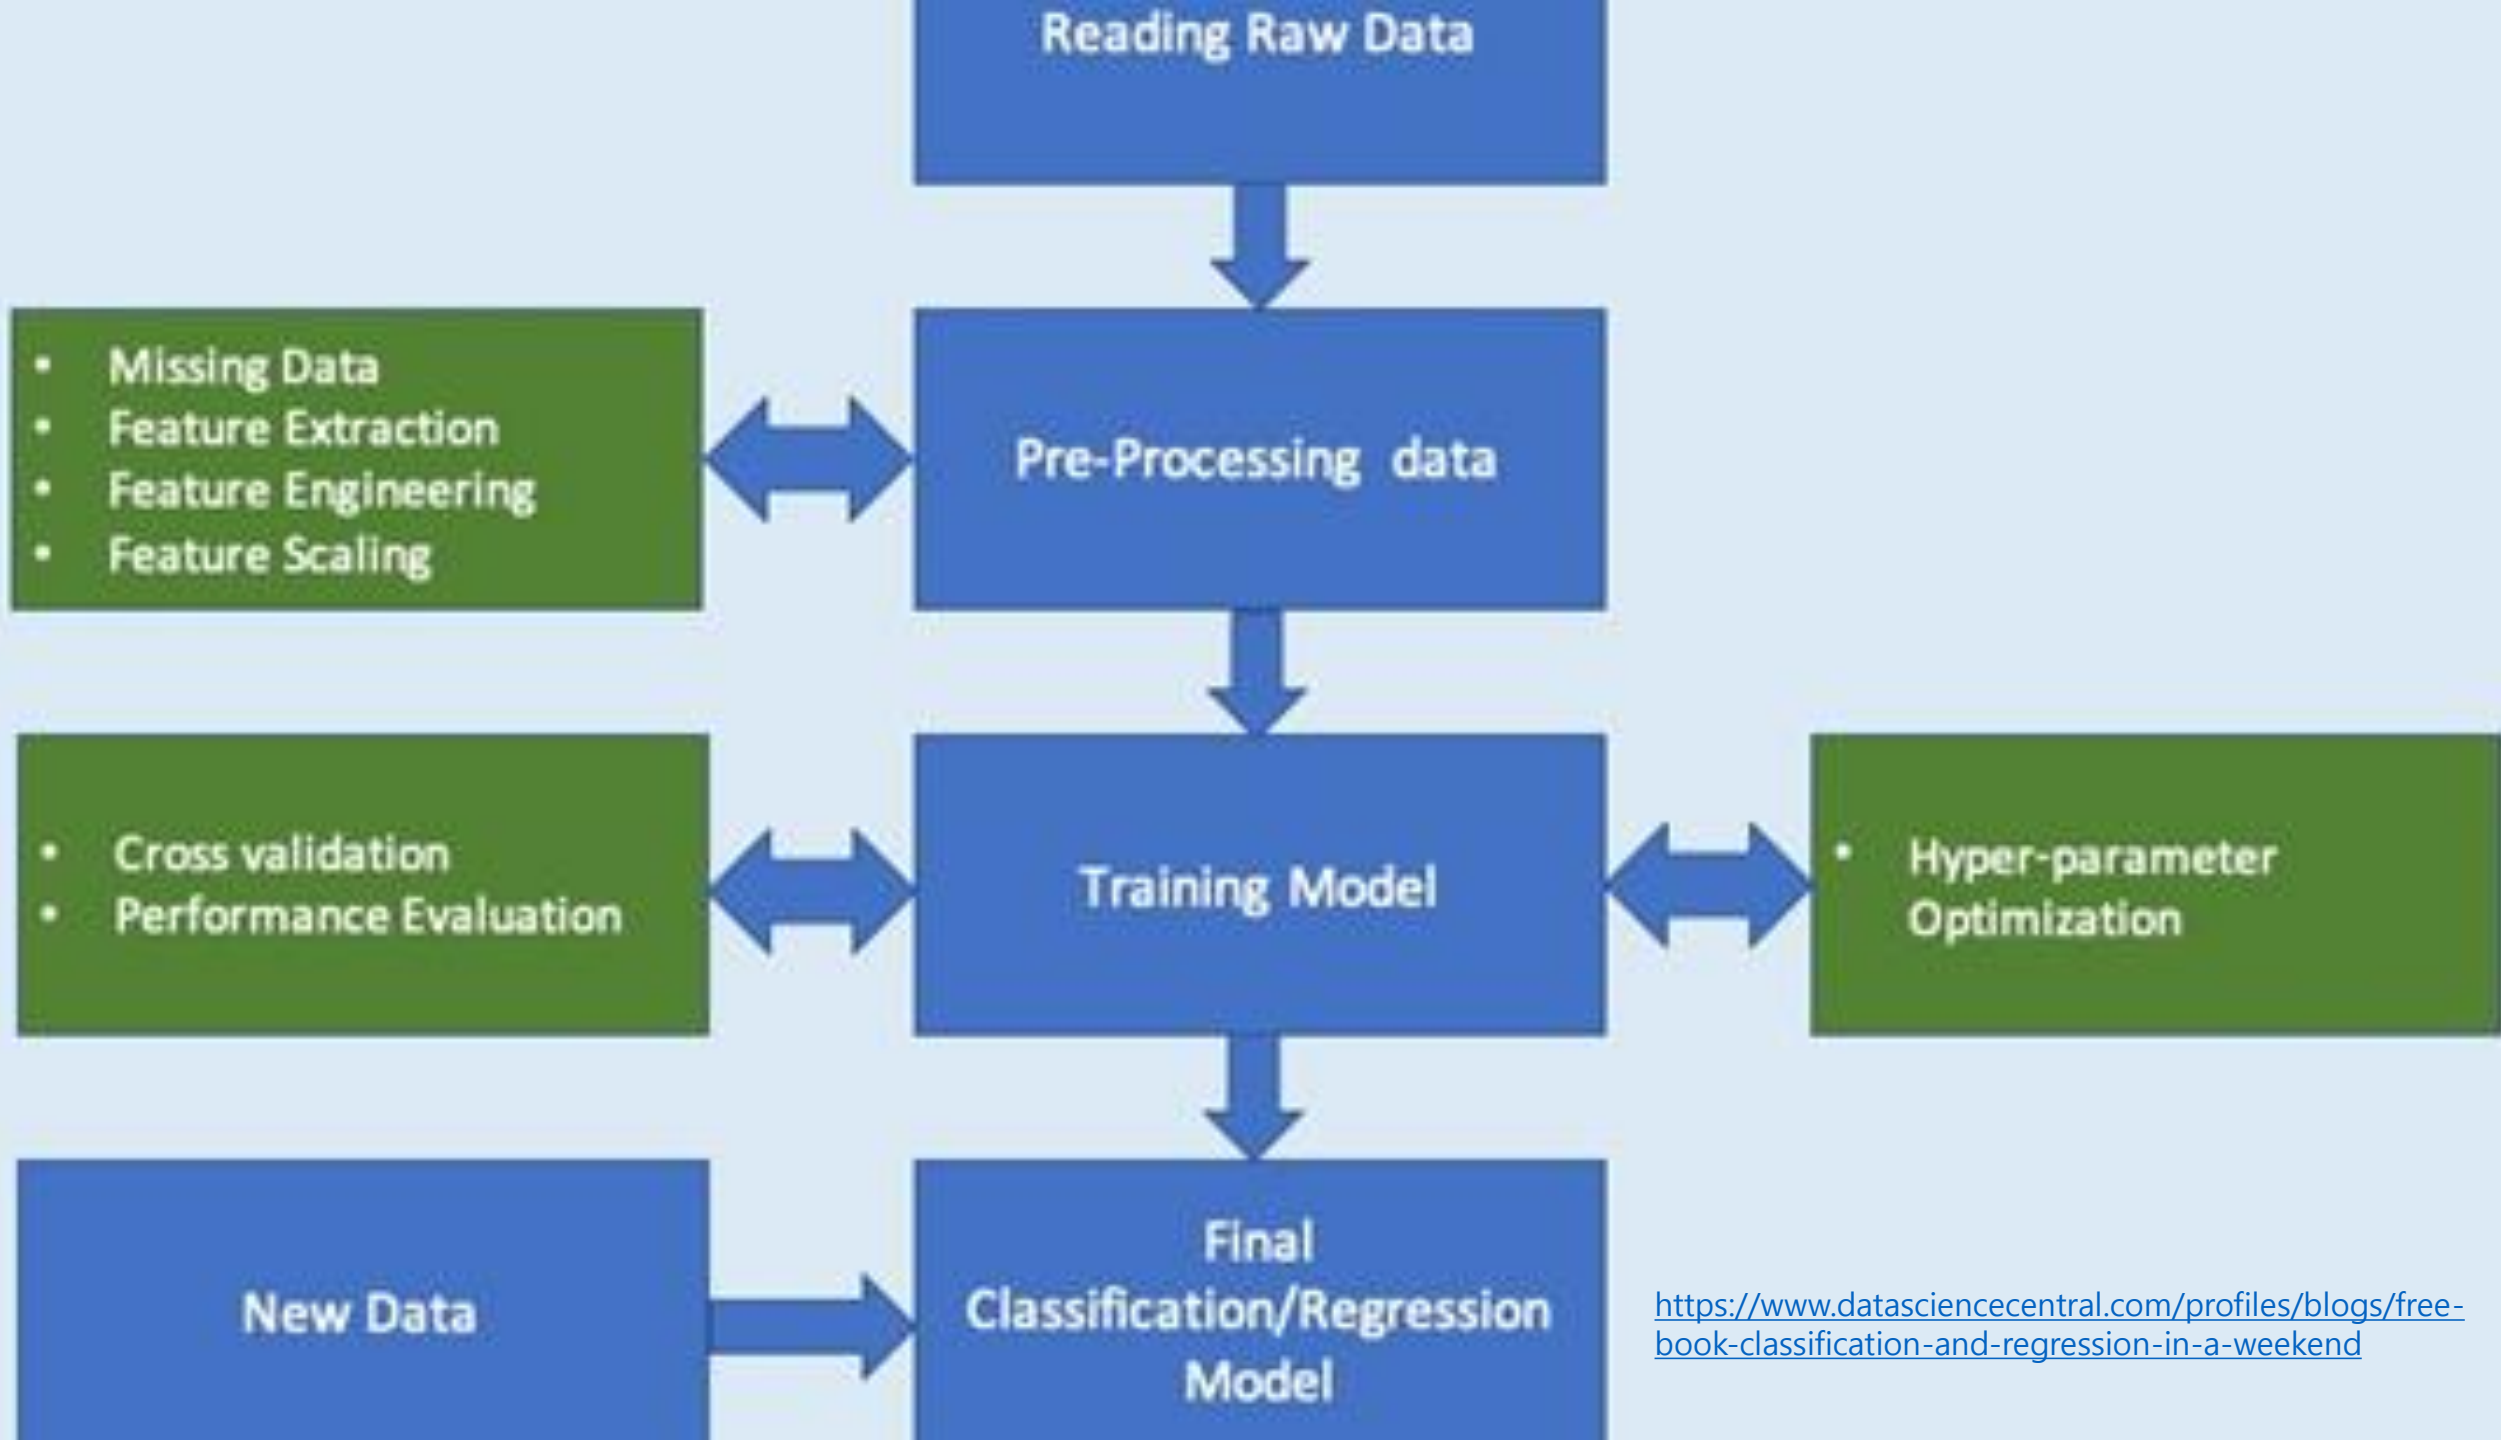 Reading Raw Data
• Missing Data
• Feature Extraction
• Feature Engineering
• Feature Scaling
Pre-Processing data
• Cross validation
• Performance Evaluation
Training Model
• Hyper-parameter
Optimization
New Data
Final
Classification/Regression
Model
https://www.datasciencecentral.com/profiles/blogs/free-
book-classification-and-regression-in-a-weekend